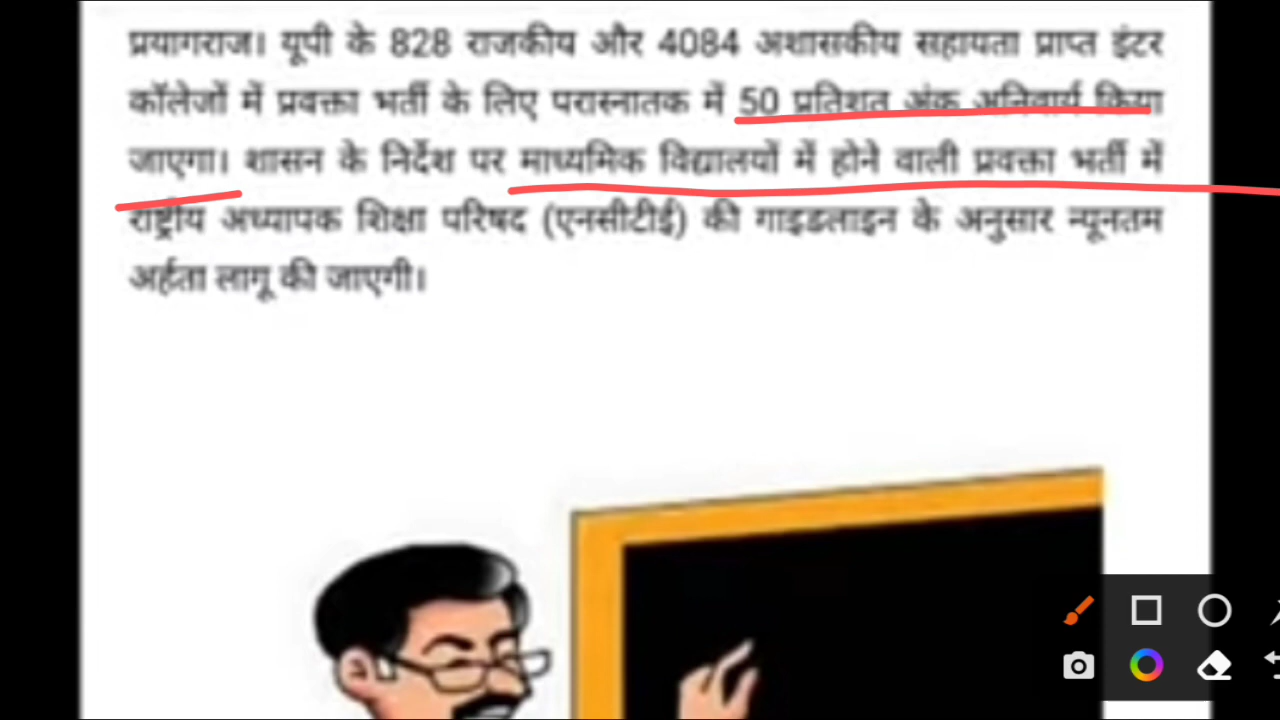 प्रयागराज। यूपी के 828 राजकीय और 4084 अशासकीय सहायता प्राप्त इंटर
कॉलेजों में प्रवक्ता भर्ती के लिए परास्नातक में 50 प्रतिशत अंक अनिवार्य किया
जाएगा। शासन के निर्देश पर माध्यमिक विद्यालयों में होने वाली प्रवक्ता भर्ती में
राष्ट्रीय अध्यापक शिक्षा परिषद (एनसीटीई) की गाइडलाइन के अनुसार न्यूनतम
अर्हता लागू की जाएगी।